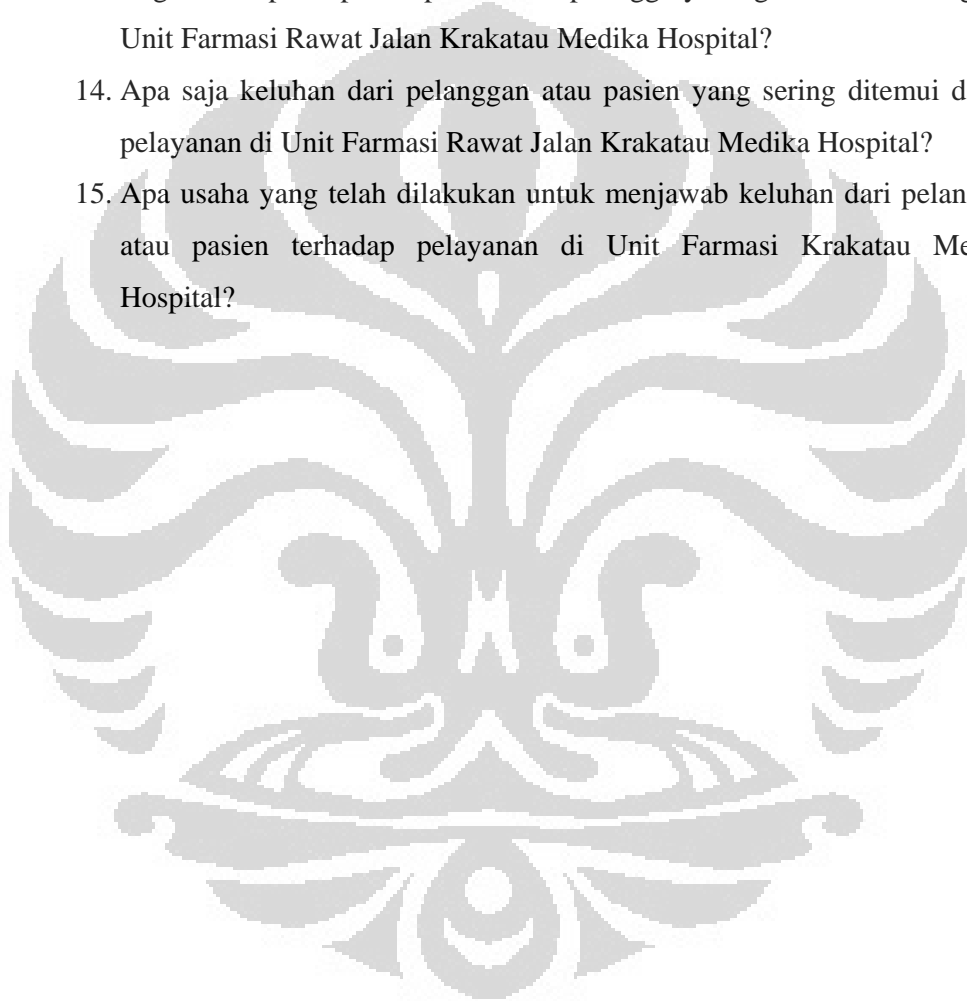 Unit Farmasi Rawat Jalan Krakatau Medika Hospital?
14. Apa saja keluhan dari pelanggan atau pasien yang sering ditemui d
pelayanan di Unit Farmasi Rawat Jalan Krakatau Medika Hospital?
15. Apa usaha yang telah dilakukan untuk menjawab keluhan dari pelan
atau pasien terhadap pelayanan di Unit Farmasi Krakatau Me
Hospital?